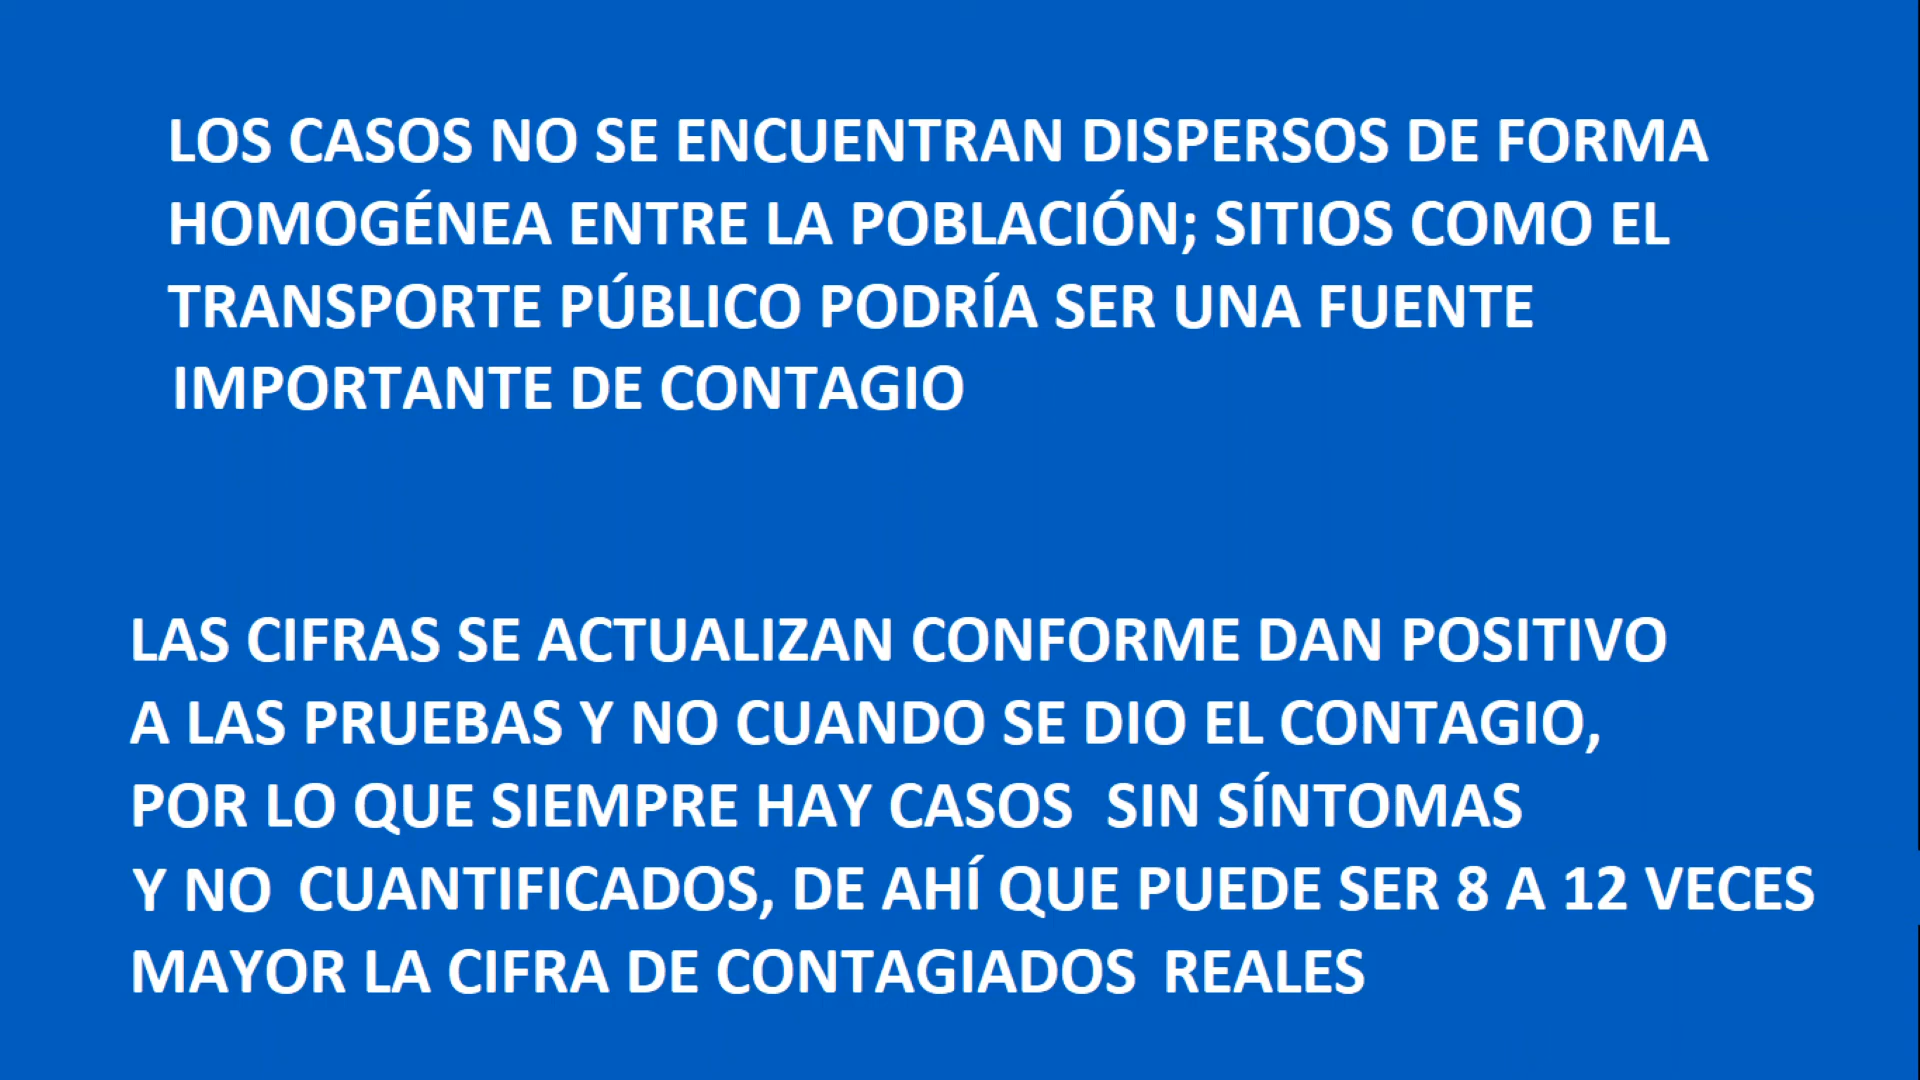 LOS CASOS NO SE ENCUENTRAN DISPERSOS DE FORMA
HOMOGÉNEA ENTRE LA POBLACIÓN; SITIOS COMO EL
TRANSPORTE PÚBLICO PODRÍA SER UNA FUENTE
IMPORTANTE DE CONTAGIO
LAS CIFRAS SE ACTUALIZAN CONFORME DAN POSITIVO
A LAS PRUEBAS Y NO CUANDO SE DIO EL CONTAGIO,
POR LO QUE SIEMPRE HAY CASOS SIN SÍNTOMAS
Y NO CUANTIFICADOS, DE AHÍ QUE PUEDE SER 8 A 12 VECES
MAYOR LA CIFRA DE CONTAGIADOS REALES